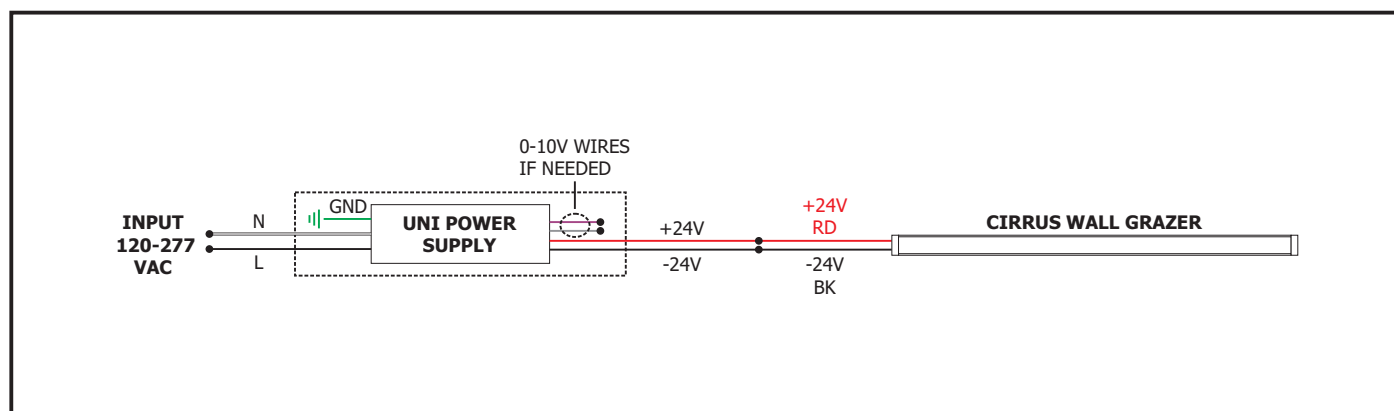 0-10V WIRES
IF NEEDED
INPUT
120-277
VAC
N
L
GND
UNI POWER
SUPPLY
+24V
-24V
+24V
RD
-24V
BK
CIRRUS WALL GRAZER